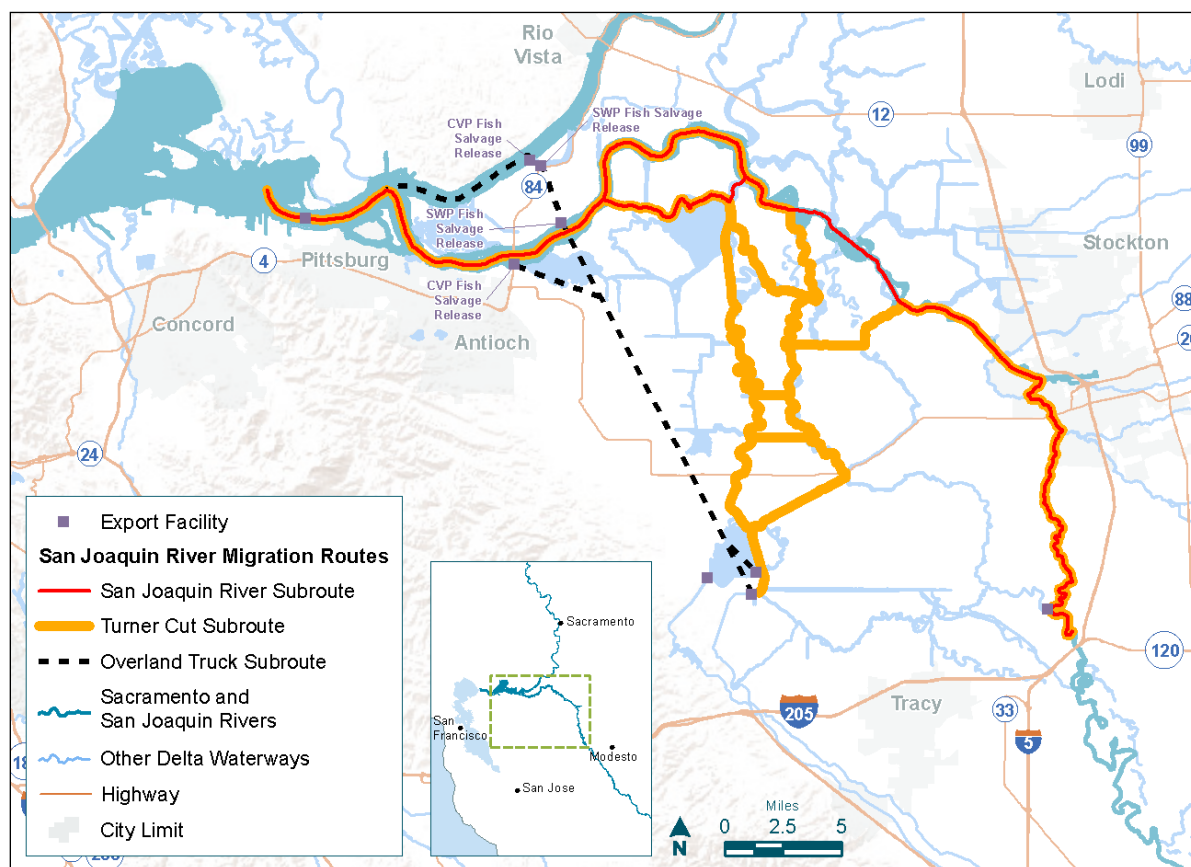 Rio
Vista
Lodi
12
99
CVP Fish
Salvage
Release
SWP Fish Salvage
Release
84
SWP Fish
Salvage
Release
Stockton
4
Pittsburg
CVP Fish
Salvage
Release
88
Concord
Antioch
26
24
Export Facility
San Joaquin River Migration Routes
San Joaquin River Subroute
Turner Cut Subroute
Overland Truck Subroute
Sacramento and
San Joaquin Rivers
Other Delta Waterways
Highway
City Limit
Sacramento
San
Francisco
Modesto
San Jose
120
Tracy
205
33
5
Miles
0 2.5 5
N